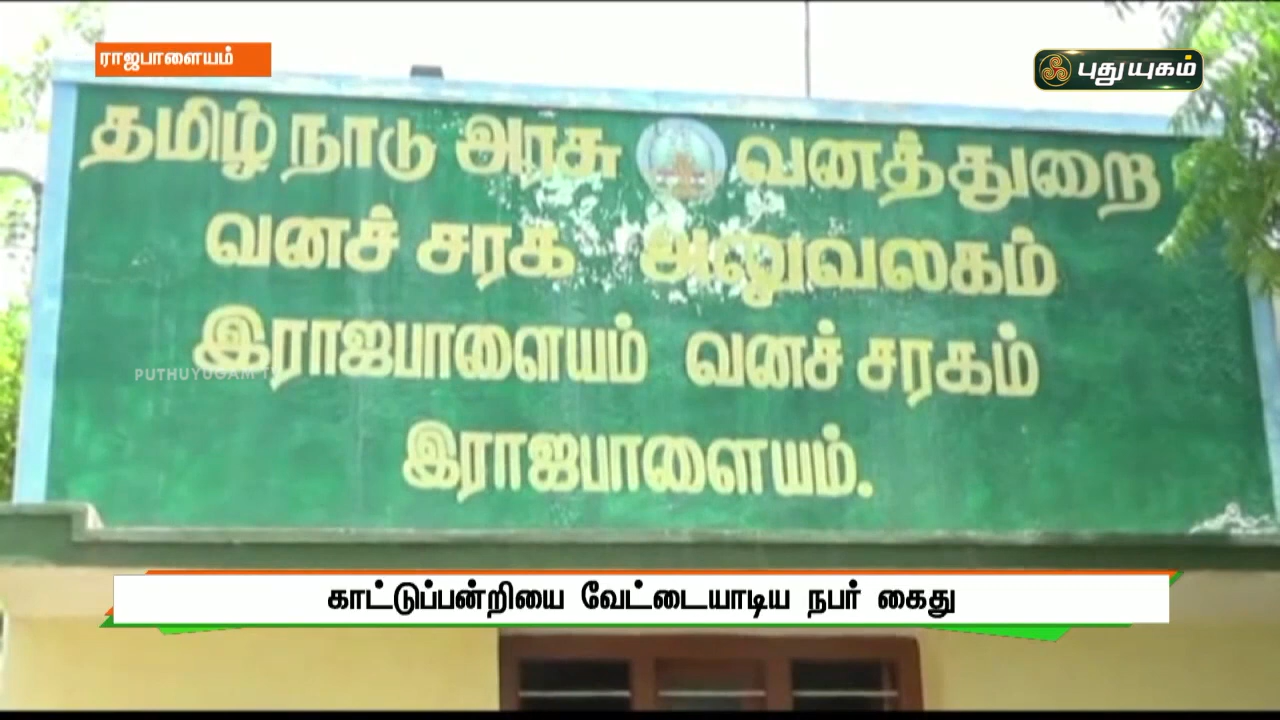 ராஜபாளையம்
புதுயுகம்
தமிழ் நாடு அரசு வனத்துறை
வனச் சரக அலுவலகம்
இராஜபாளையம் வனச் சரகம்
PUTHUYUGAM TV
இராஜபாளையம்.
காட்டுப்பன்றியை வேட்டையாடிய நபர் கைது